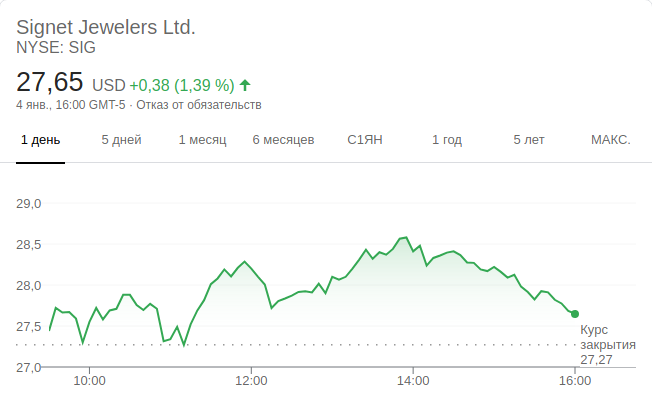 Signet Jewelers Ltd.
NYSE: SIG
27,65 USD +0,38 (1,39 %)
4 янв., 16:00 GMT-5 · Отказ от обязательств
1 день 5 дней 1 месяц 6 месяцев С1ЯН 1 год 5 лет МАКС.
29,0
28,5
28,0
27,5
27,0
Курс
закрытия
27,27
10:00 12:00 14:00 16:00